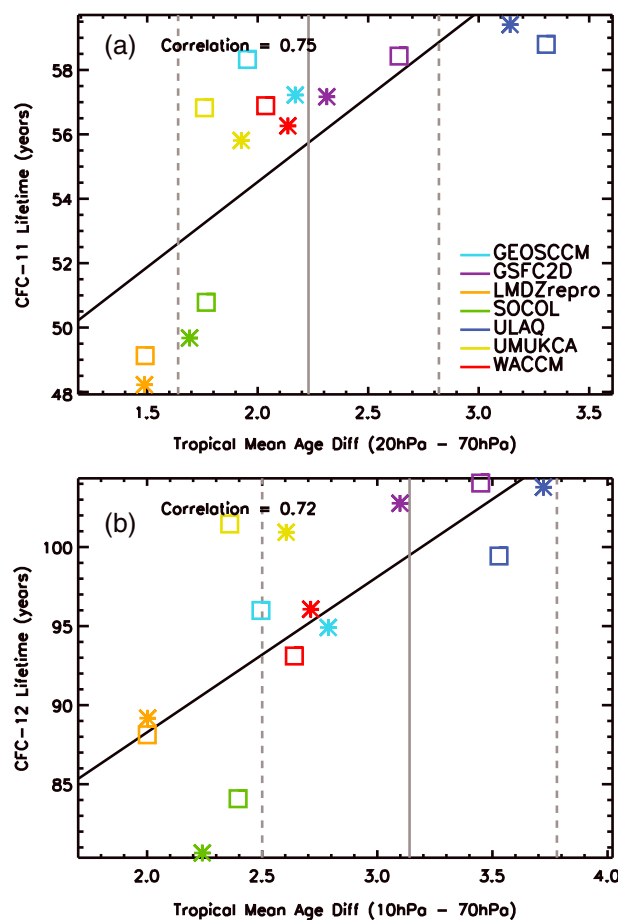 (a)
Correlation = 0.75
CFC-11 Lifetime (years)
58
56
54
52
50
48
GEOSCCM
GSFC2D
LMDZrepro
SOCOL
ULAQ
UMUKCA
WACCM
1.5
2.0
2.5
3.0
3.5
Tropical Mean Age Diff (20hPa – 70hPa)
(b)
Correlation = 0.72
CFC-12 Lifetime (years)
100
95
90
85
2.0
2.5
3.0
3.5
4.0
Tropical Mean Age Diff (10hPa – 70hPa)